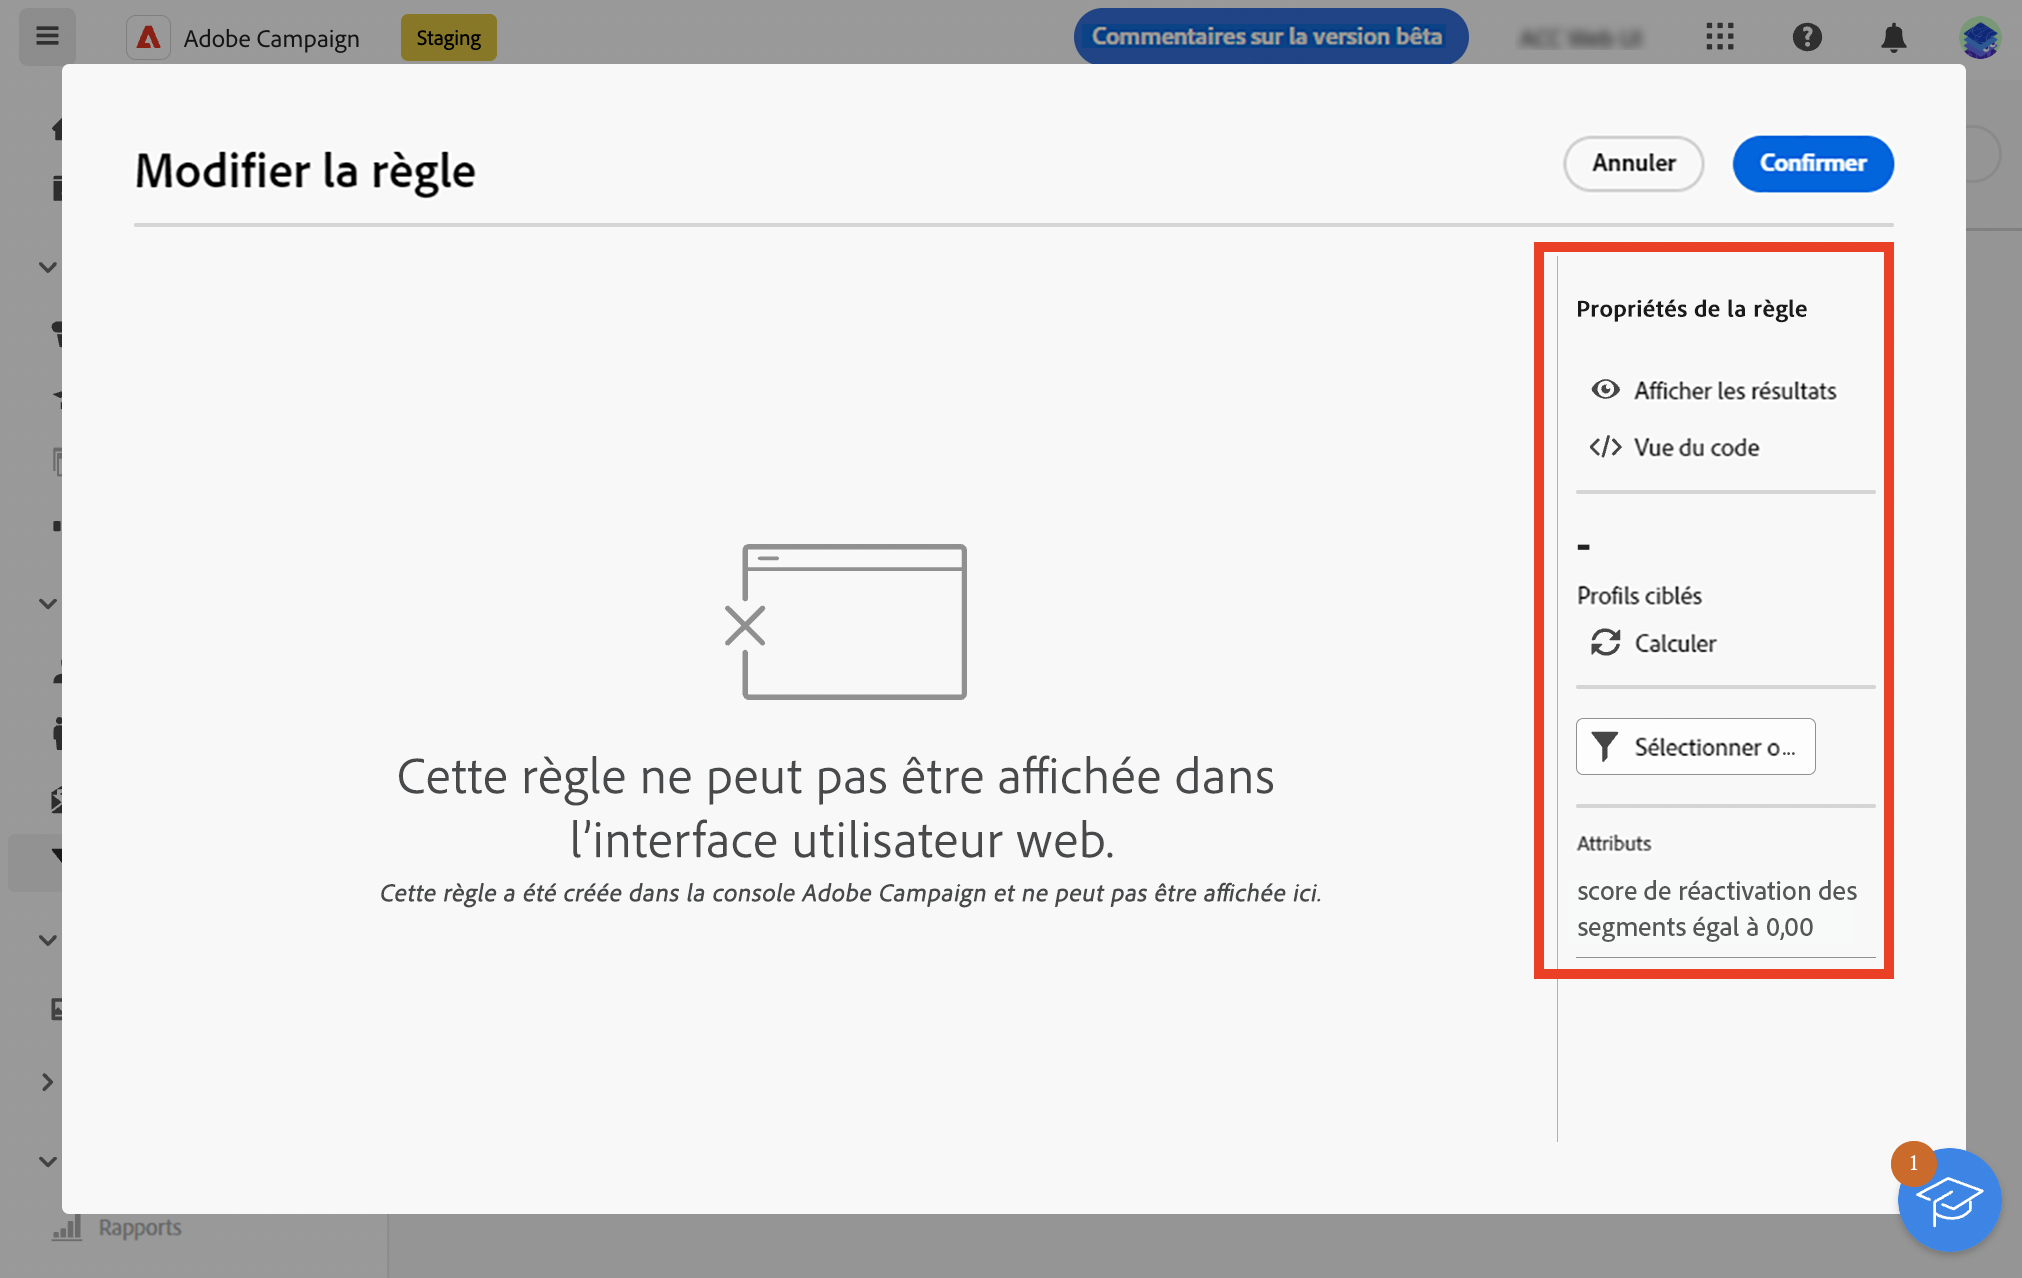 Adobe Campaign
Staging
Commentaires sur la version bêta
Modifier la règle
Annuler
Confirmer
Propriétés de la règle
Afficher les résultats
Vue du code
-
Profils ciblés
Calculer
Sélectionner o...
Attributs
score de réactivation des
segments égal à 0,00
Cette règle ne peut pas être affichée dans
l'interface utilisateur web.
Cette règle a été créée dans la console Adobe Campaign et ne peut pas être affichée ici.
1
Rapports